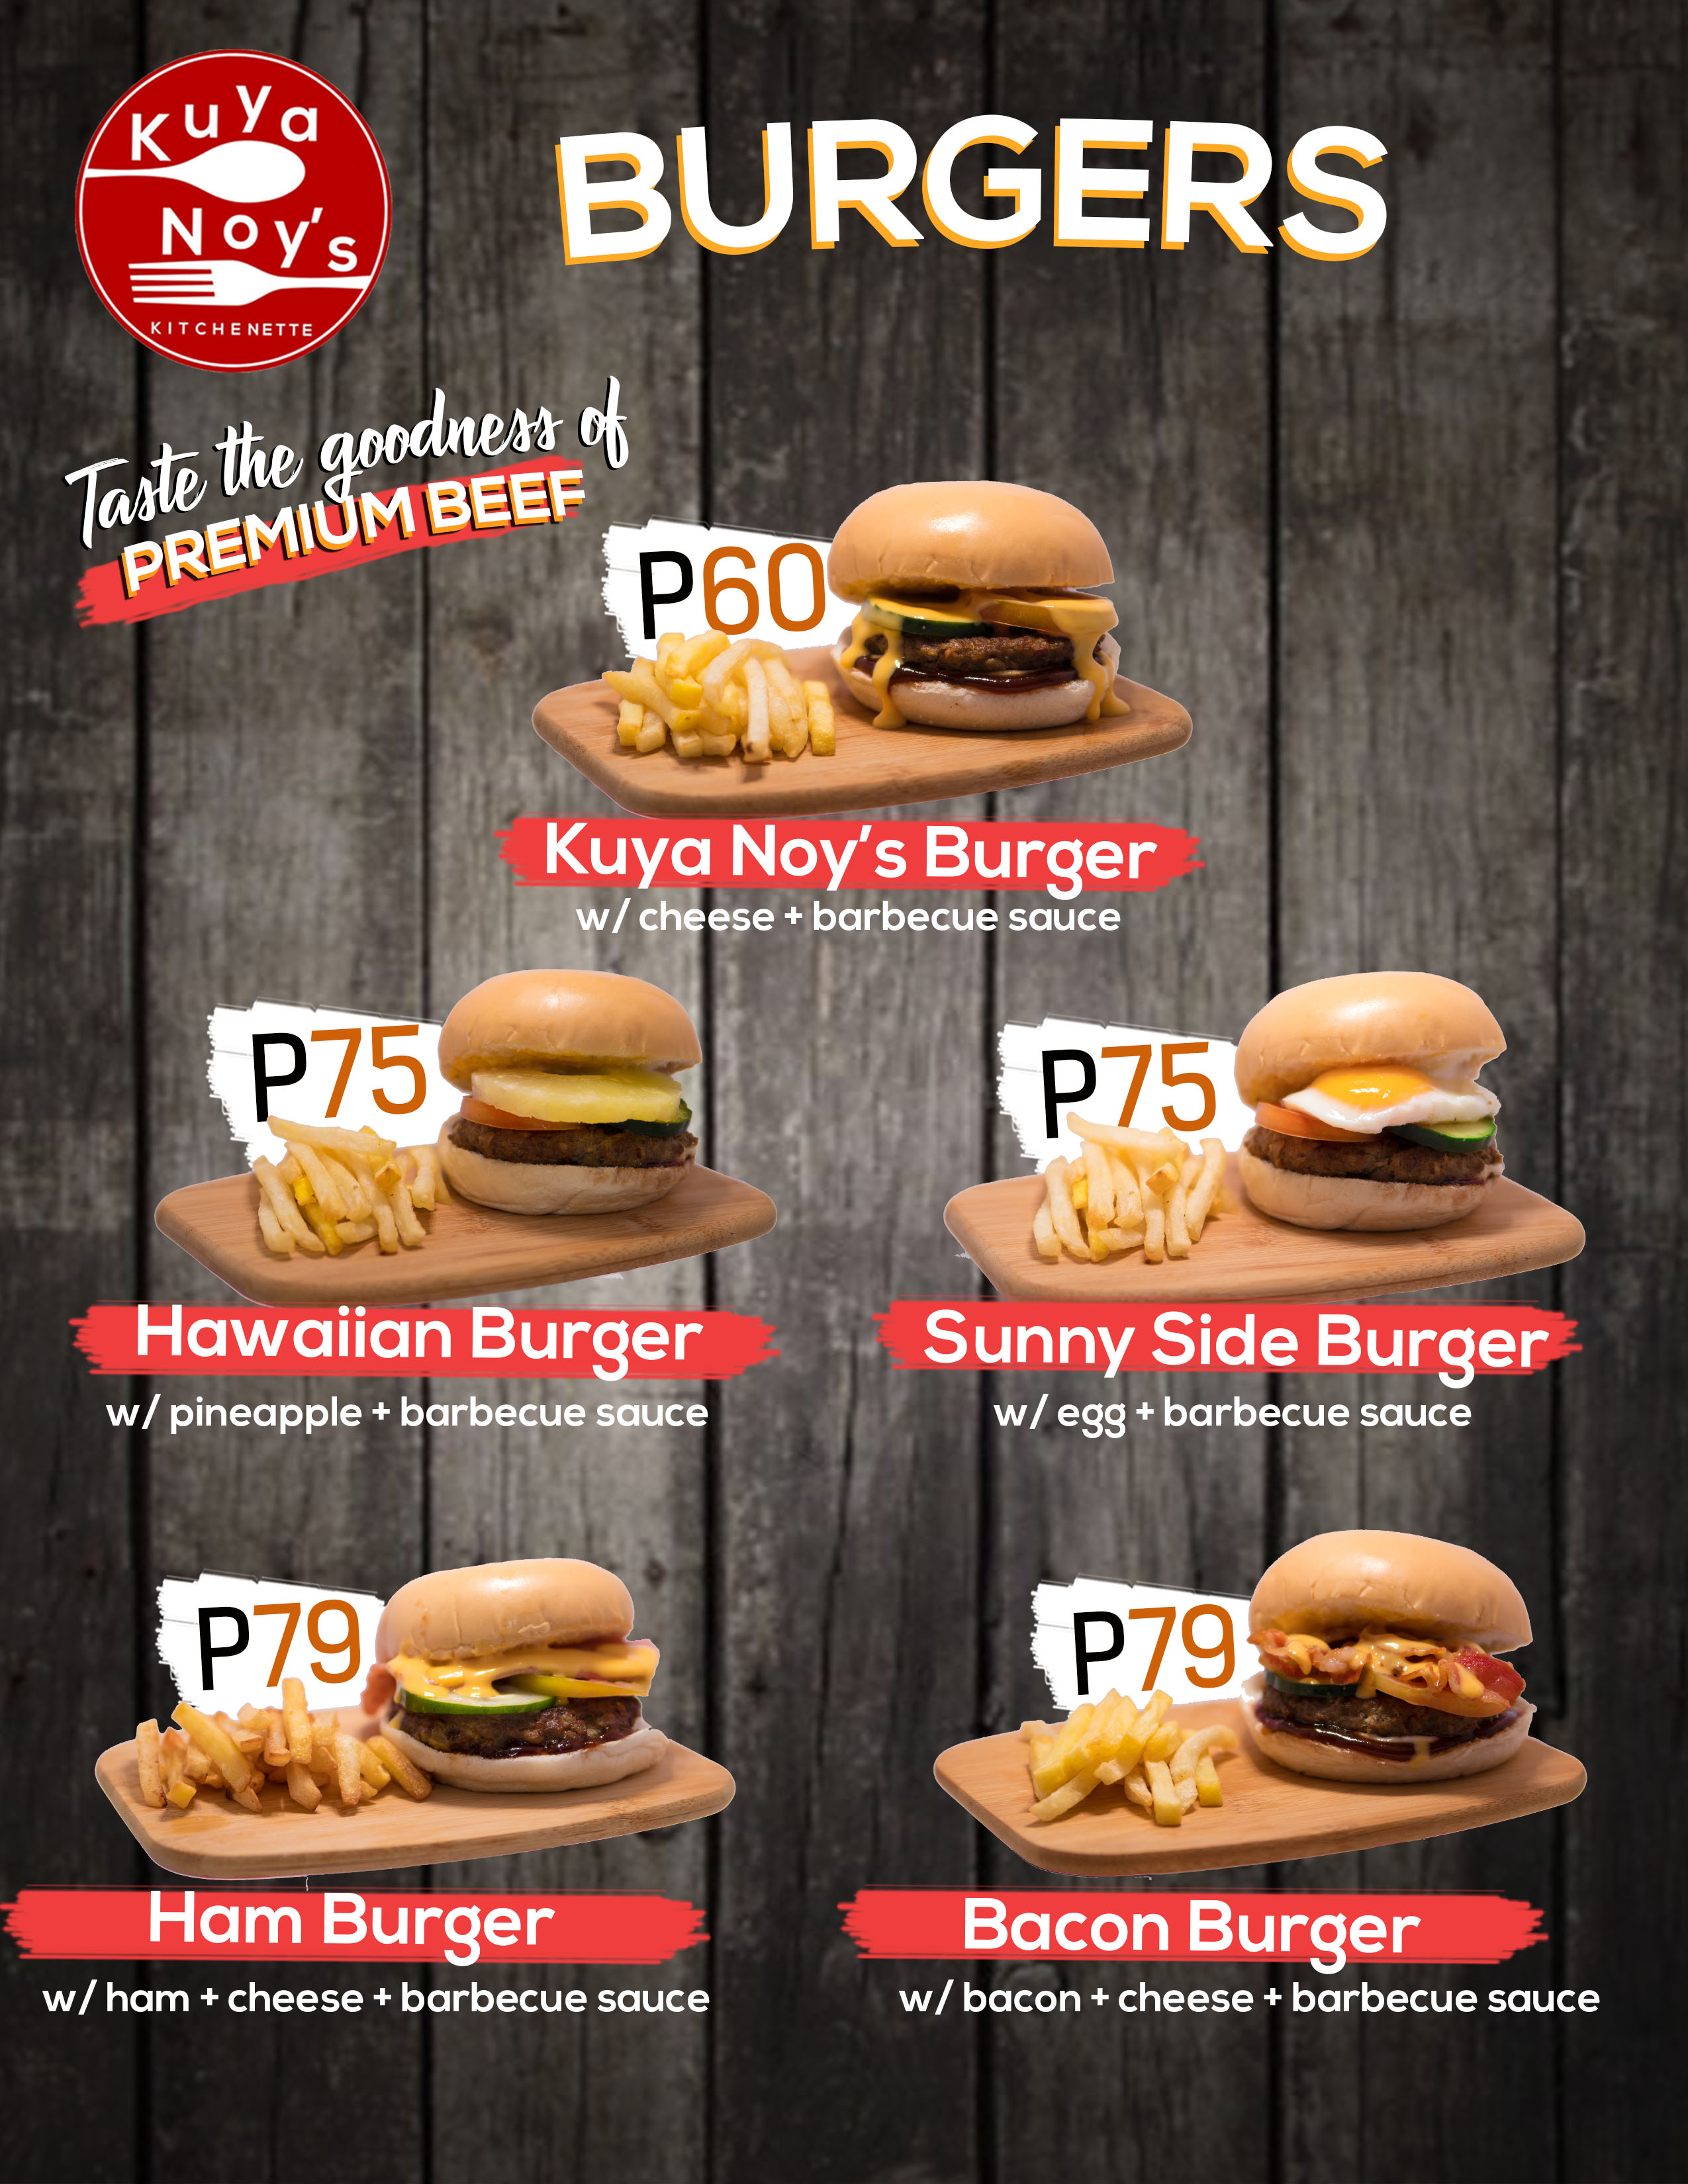 Kuya
Noy's
KITCHENETTE
BURGERS
Taste the goodness of
PREMIUM BEEF
P60
Kuya Noy's Burger
w/ cheese + barbecue sauce
P75
Hawaiian Burger
w/ pineapple + barbecue sauce
P75
Sunny Side Burger
w/ egg + barbecue sauce
P79
Ham Burger
w/ ham + cheese + barbecue sauce
P79
Bacon Burger
w/ bacon + cheese + barbecue sauce